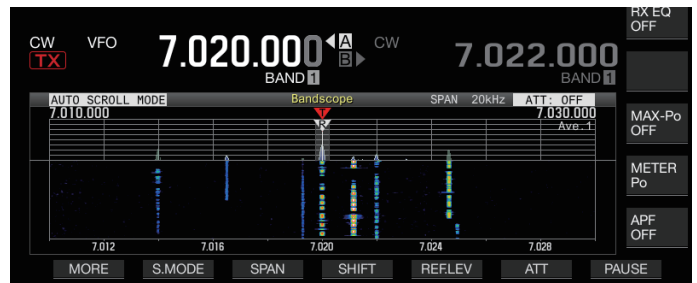 RX EQ
OFF
CW VFO 7.020.000 A CW 7.022.000
TX B
BAND 1 BAND 1
AUTO SCROLL MODE Bandscope SPAN 20kHz ATT: OFF
7.010.000 T 7.030.000
R Ave.1
MAX-Po
OFF
METER
Po
APF
OFF
7.012 7.016 7.020 7.024 7.028
MORE S.MODE SPAN SHIFT REF.LEV ATT PAUSE